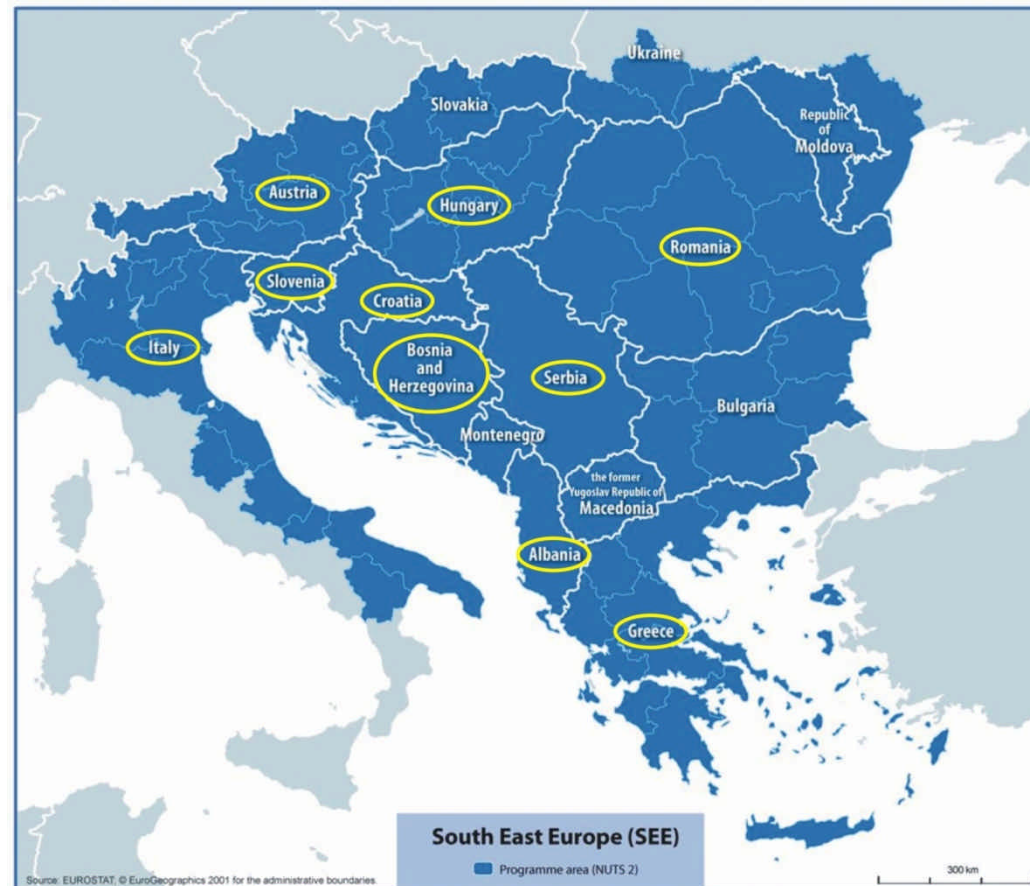 Ukraine
Slovakia
Republic
of
Moldova
Austria
Hungary
Romania
Slovenia
Croatia
Italy
Bosnia
and
Herzegovina
Serbia
Bulgaria
Montenegro
the former
Yugoslav Republic of
Macedonia
Albania
Greece
South East Europe (SEE)
Programme area (NUTS 2)
300 km
Source: EUROSTAT, © EuroGeographics 2001 for the administrative boundaries.